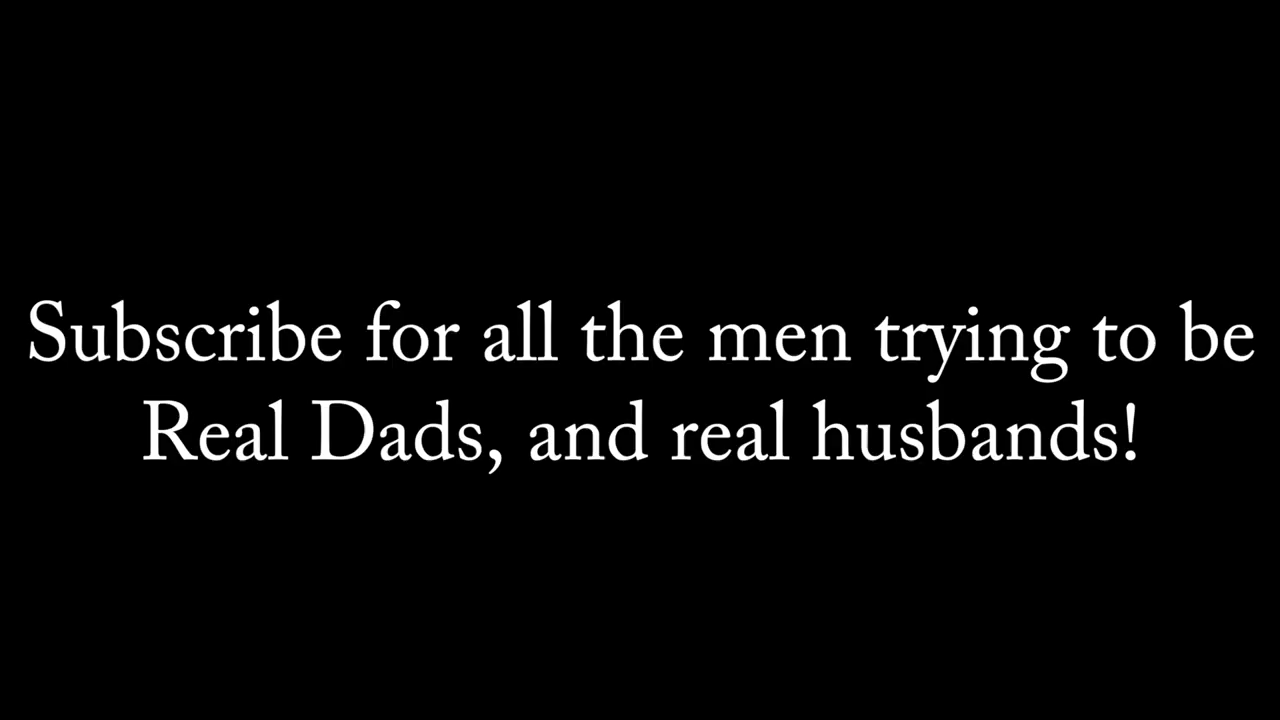 Subscribe for all the men trying to be
Real Dads, and real husbands!